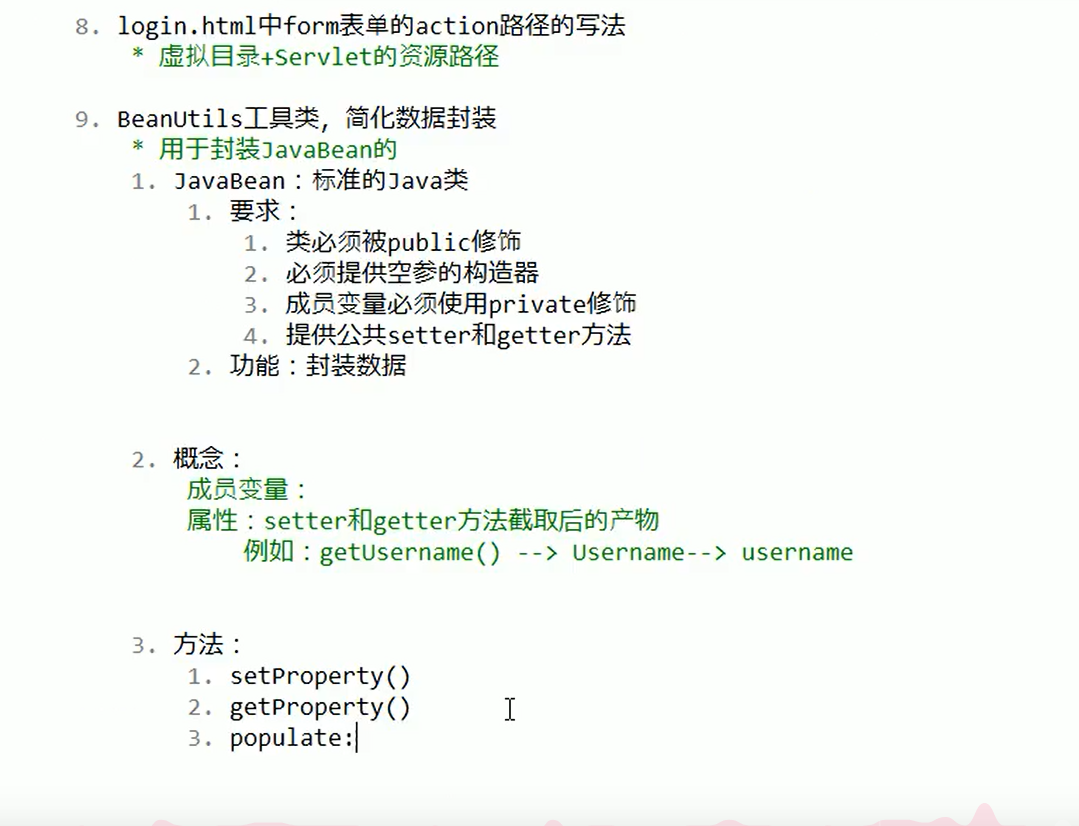 8. login.html中form表单的action路径的写法
* 虚拟目录+Servlet的资源路径
9. BeanUtils工具类，简化数据封装
* 用于封装JavaBean的
1. JavaBean：标准的Java类
1. 要求：
1. 类必须被public修饰
2. 必须提供空参的构造器
3. 成员变量必须使用private修饰
4. 提供公共setter和getter方法
2. 功能：封装数据
2. 概念：
成员变量：
属性：setter和getter方法截取后的产物
例如：getUsername() --> Username--> username
3. 方法：
1. setProperty()
2. getProperty()
3. populate: